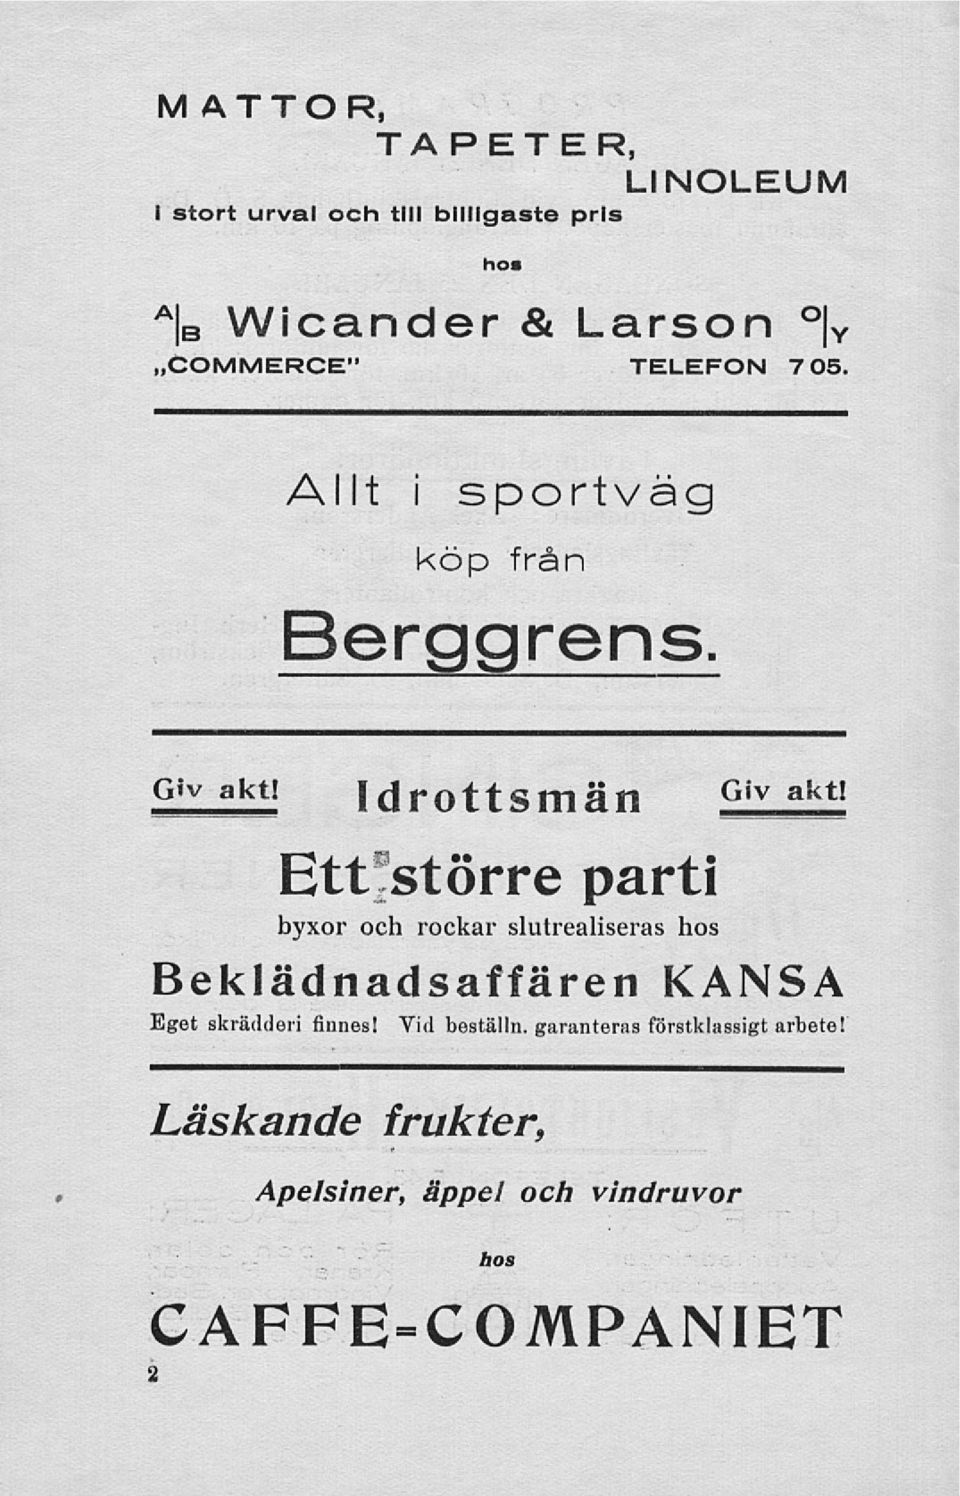 MATTOR,
TAPETER,
LINOLEUM
I stort urval och till billigaste pris
hos
A|B Wicander & Larson O|Y
„COMMERCE" TELEFON 705.
Allt i sportväg
köp från
Berggrens.
Giv akt! Idrottsmän Giv akt!
Ett större parti
byxor och rockar slutrealiseras hos
Beklädnadsaffären KANSA
Eget skrädderi finnes! Vid beställn. garanteras förstklassigt arbete!
Läskande frukter,
Apelsiner, äppel och vindruvor
hos
CAFFE=COMPANIET
2